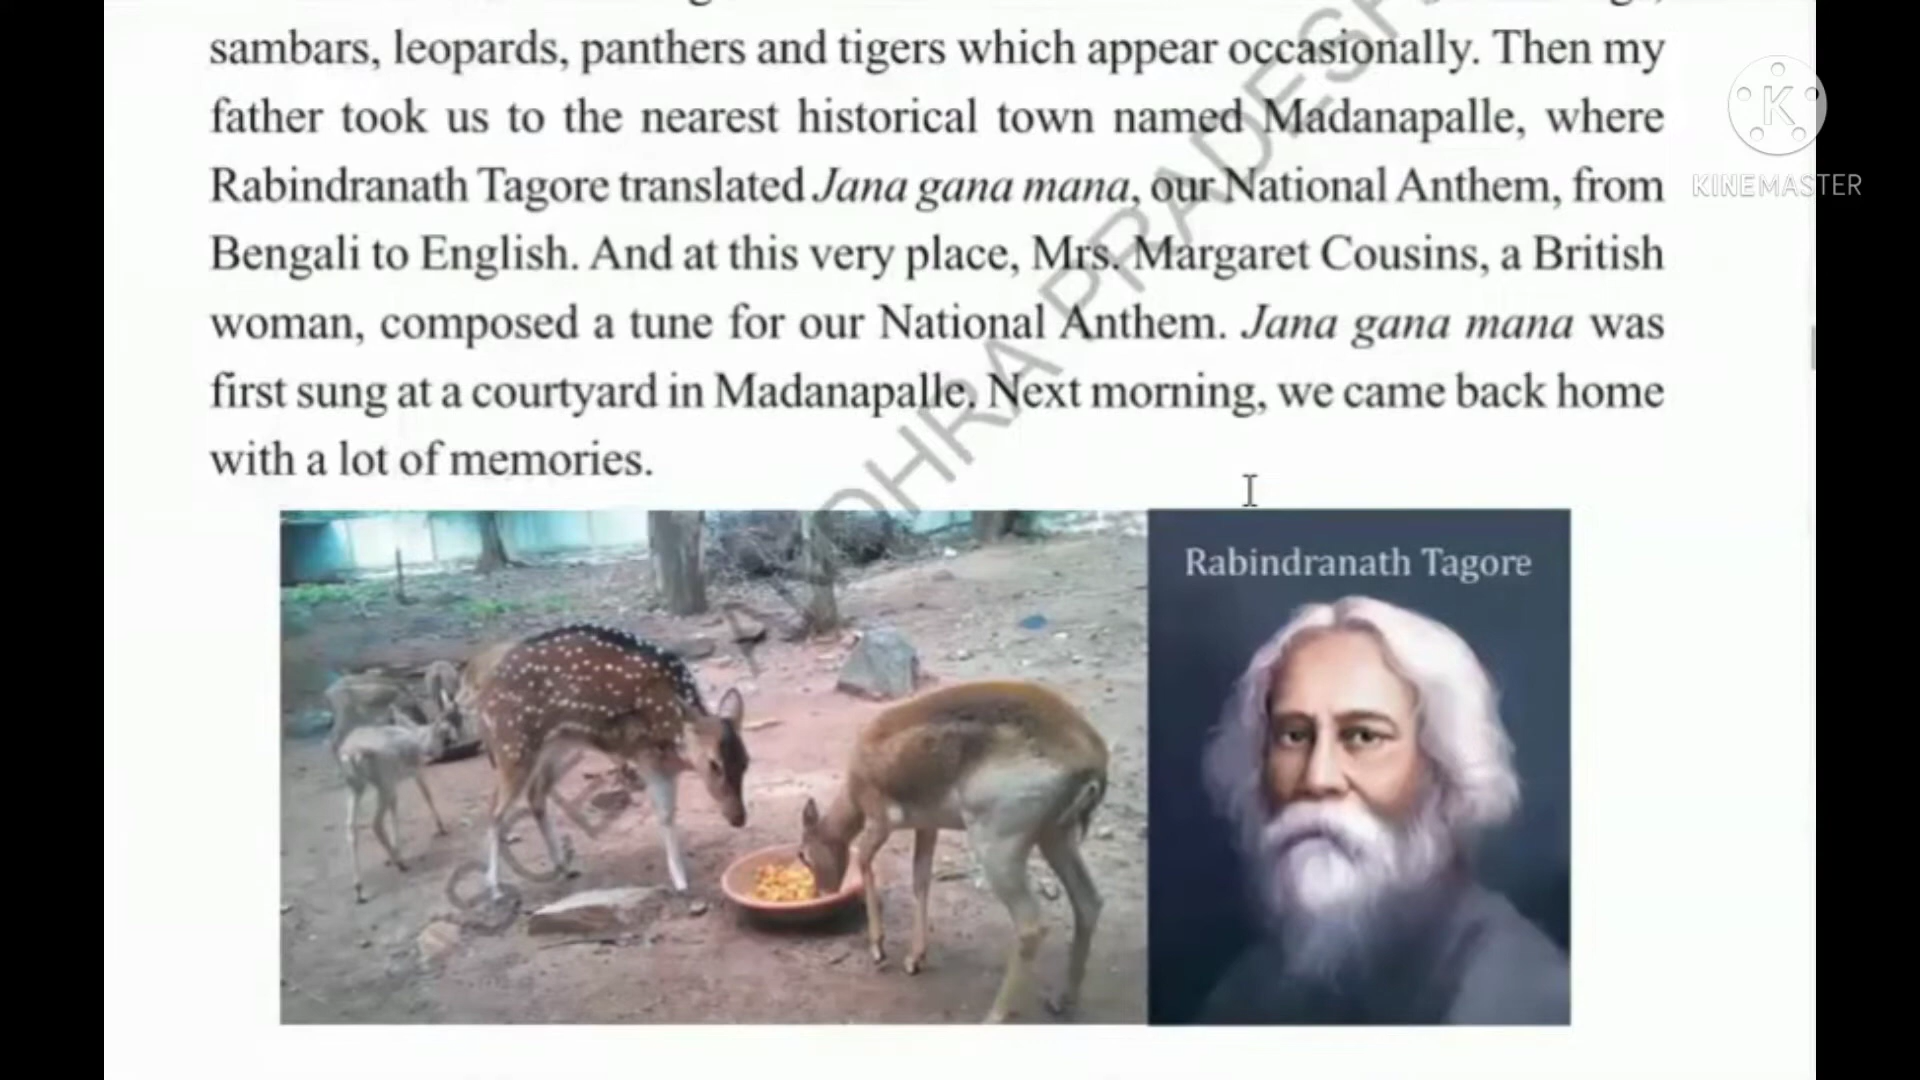 sambars, leopards, panthers and tigers which appear occasionally. Then my
father took us to the nearest historical town named Madanapalle, where
Rabindranath Tagore translated Jana gana mana, our National Anthem, from
Bengali to English. And at this very place, Mrs. Margaret Cousins, a British
woman, composed a tune for our National Anthem. Jana gana mana was
first sung at a courtyard in Madanapalle. Next morning, we came back home
with a lot of memories.
Rabindranath Tagore
K
KINEMASTER
ANDHRA PRADESH